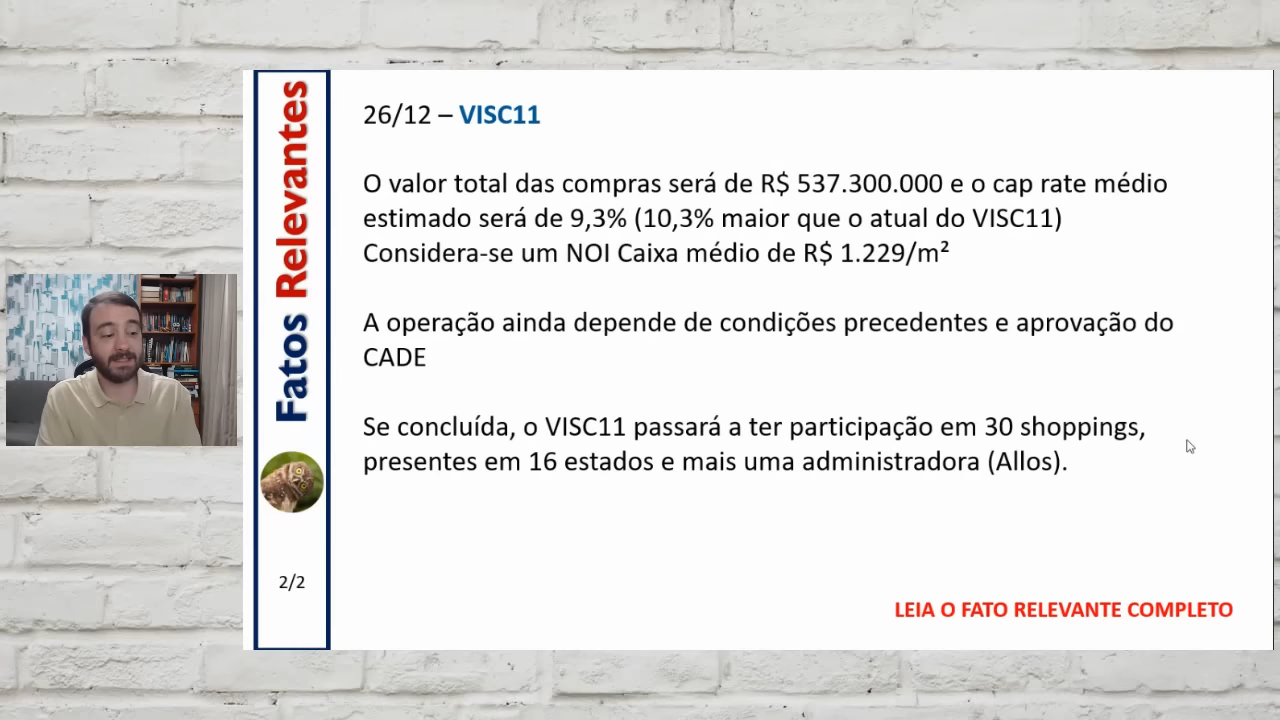 Fatos Relevantes
2/2
26/12 – VISC11
O valor total das compras será de R$ 537.300.000 e o cap rate médio
estimado será de 9,3% (10,3% maior que o atual do VISC11)
Considera-se um NOI Caixa médio de R$ 1.229/m²
A operação ainda depende de condições precedentes e aprovação do
CADE
Se concluída, o VISC11 passará a ter participação em 30 shoppings,
presentes em 16 estados e mais uma administradora (Allos).
LEIA O FATO RELEVANTE COMPLETO